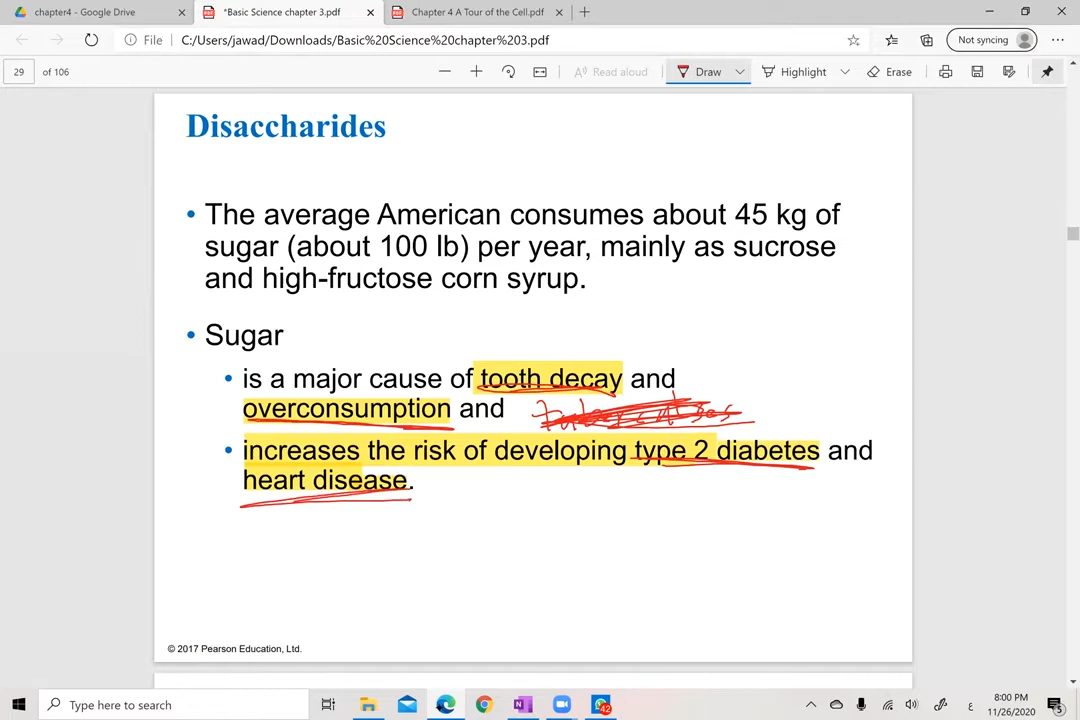 chapter4 - Google Drive
*Basic Science chapter 3.pdf
Chapter 4 A Tour of the Cell.pdf
File
C:/Users/jawad/Downloads/Basic%20Science%20chapter%203.pdf
Not syncing
29
of 106
Read aloud
Draw
Highlight
Erase
Disaccharides
• The average American consumes about 45 kg of
sugar (about 100 lb) per year, mainly as sucrose
and high-fructose corn syrup.
• Sugar
• is a major cause of tooth decay and
overconsumption and
• increases the risk of developing type 2 diabetes and
heart disease.
© 2017 Pearson Education, Ltd.
Type here to search
42
ع
8:00 PM
11/26/2020
5